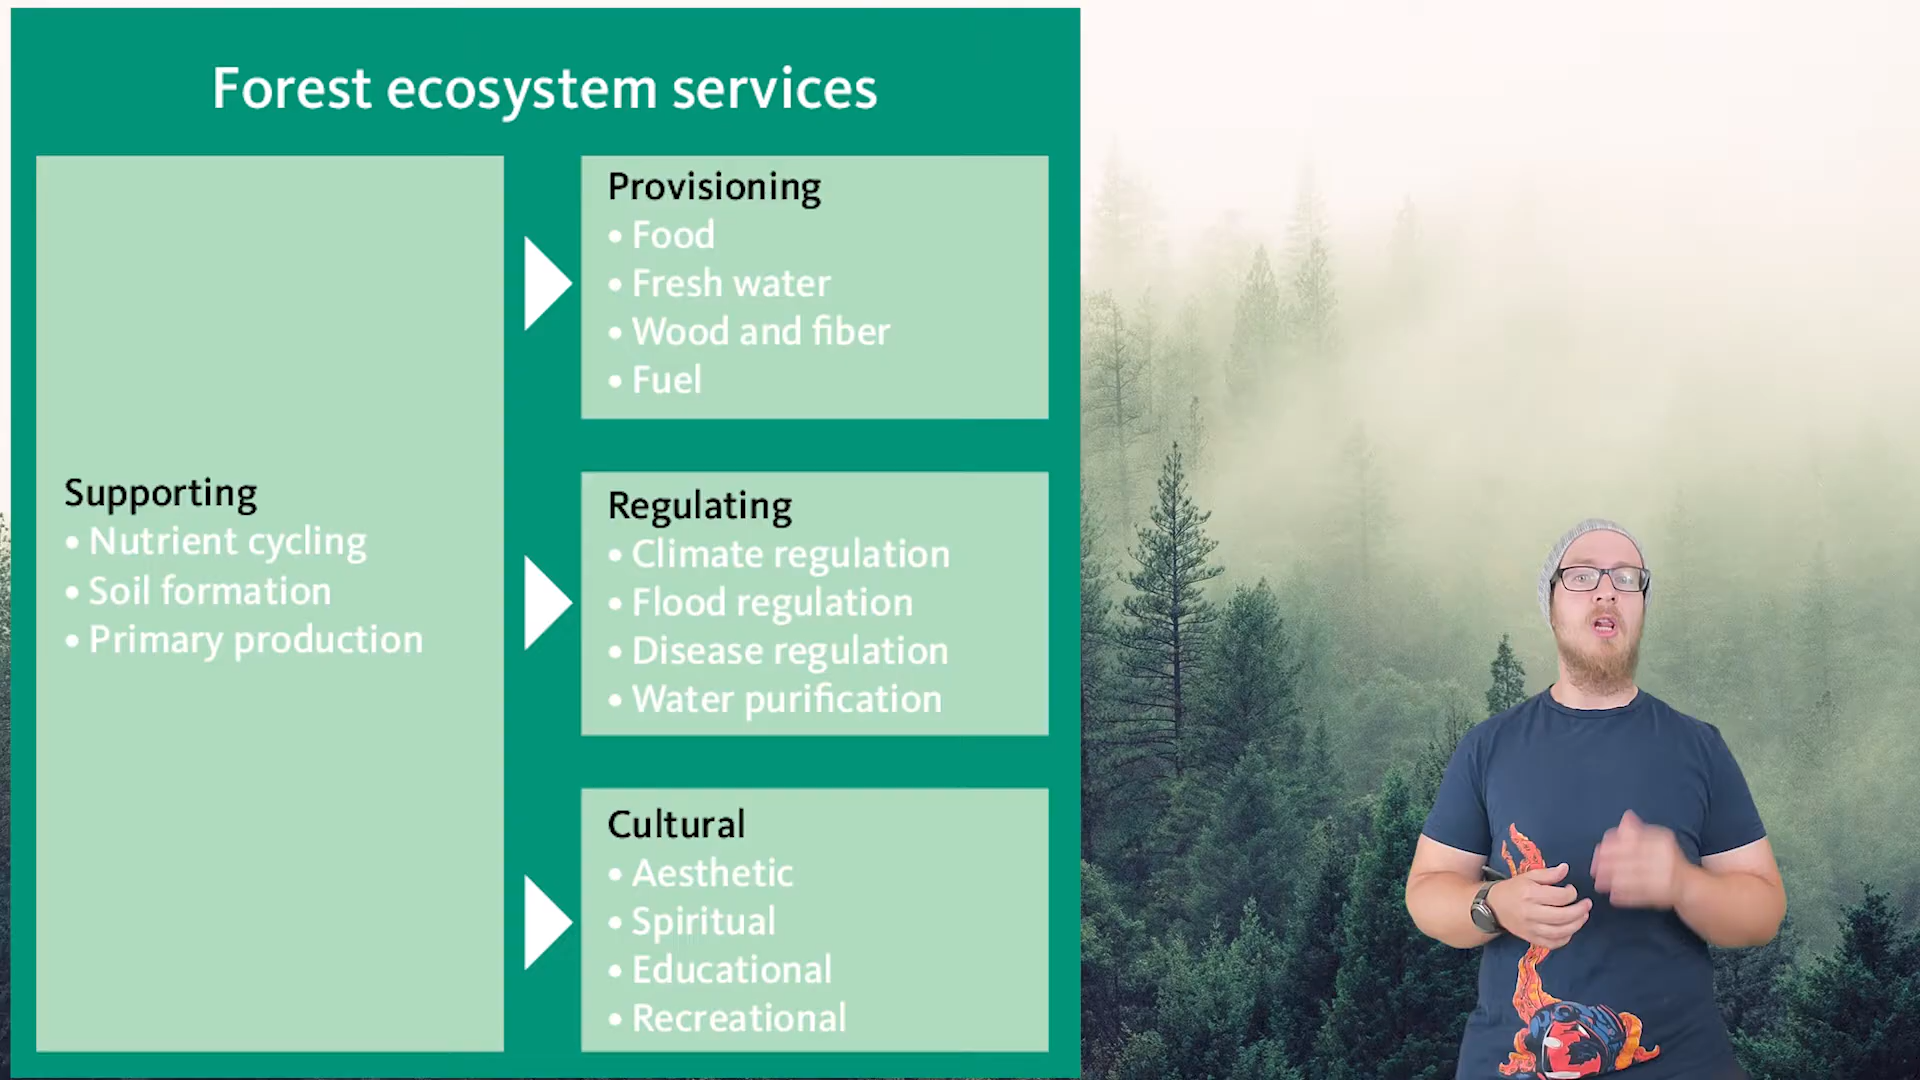 Forest ecosystem services
Supporting
• Nutrient cycling
• Soil formation
• Primary production
Provisioning
• Food
• Fresh water
• Wood and fiber
• Fuel
Regulating
• Climate regulation
• Flood regulation
• Disease regulation
• Water purification
Cultural
• Aesthetic
• Spiritual
• Educational
• Recreational